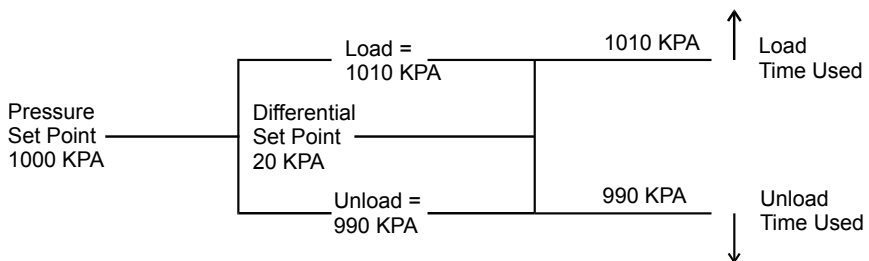 Pressure
Set Point
1000 KPA
Load =
1010 KPA
Differential
Set Point
20 KPA
Unload =
990 KPA
1010 KPA
Load
Time Used
990 KPA
Unload
Time Used